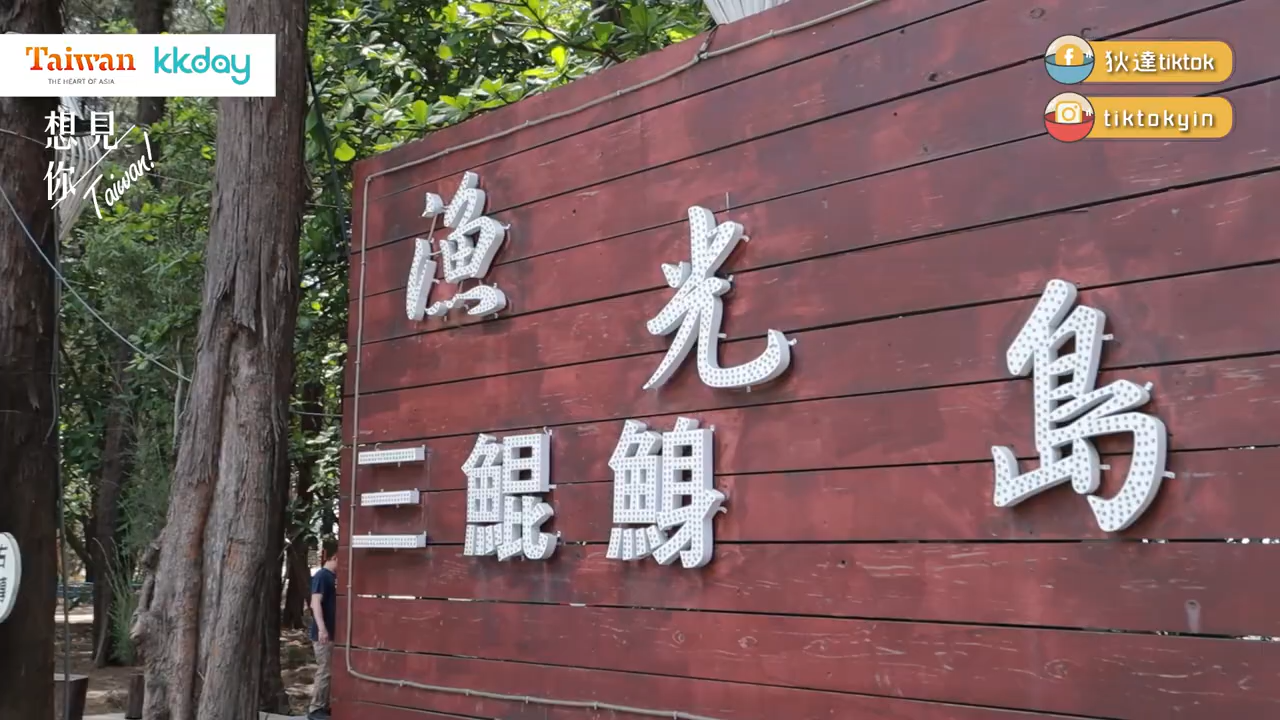 Taiwan
THE HEART OF ASIA
kkday
想見
你
Taiwan!
狄達tiktok
tiktokyin
漁光島
三鯤鯓